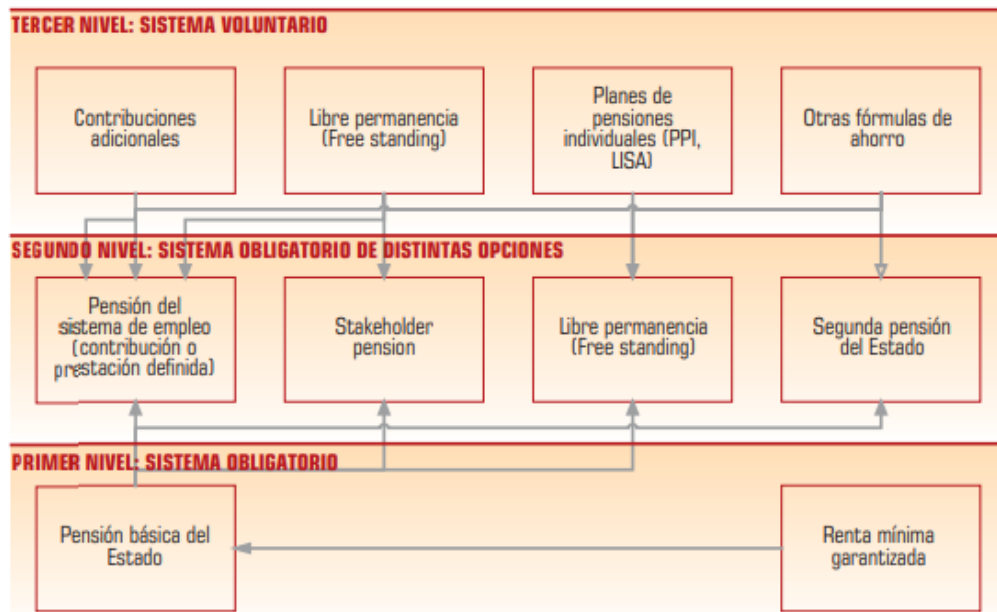 TERCER NIVEL: SISTEMA VOLUNTARIO
Contribuciones
adicionales
Libre permanencia
(Free standing)
Planes de
pensiones
individuales (PPI,
LISA)
Otras fórmulas de
ahorro
SEGUNDO NIVEL: SISTEMA OBLIGATORIO DE DISTINTAS OPCIONES
Pensión del
sistema de empleo
(contribución o
prestación definida)
Stakeholder
pension
Libre permanencia
(Free standing)
Segunda pensión
del Estado
PRIMER NIVEL: SISTEMA OBLIGATORIO
Pensión básica del
Estado
Renta mínima
garantizada